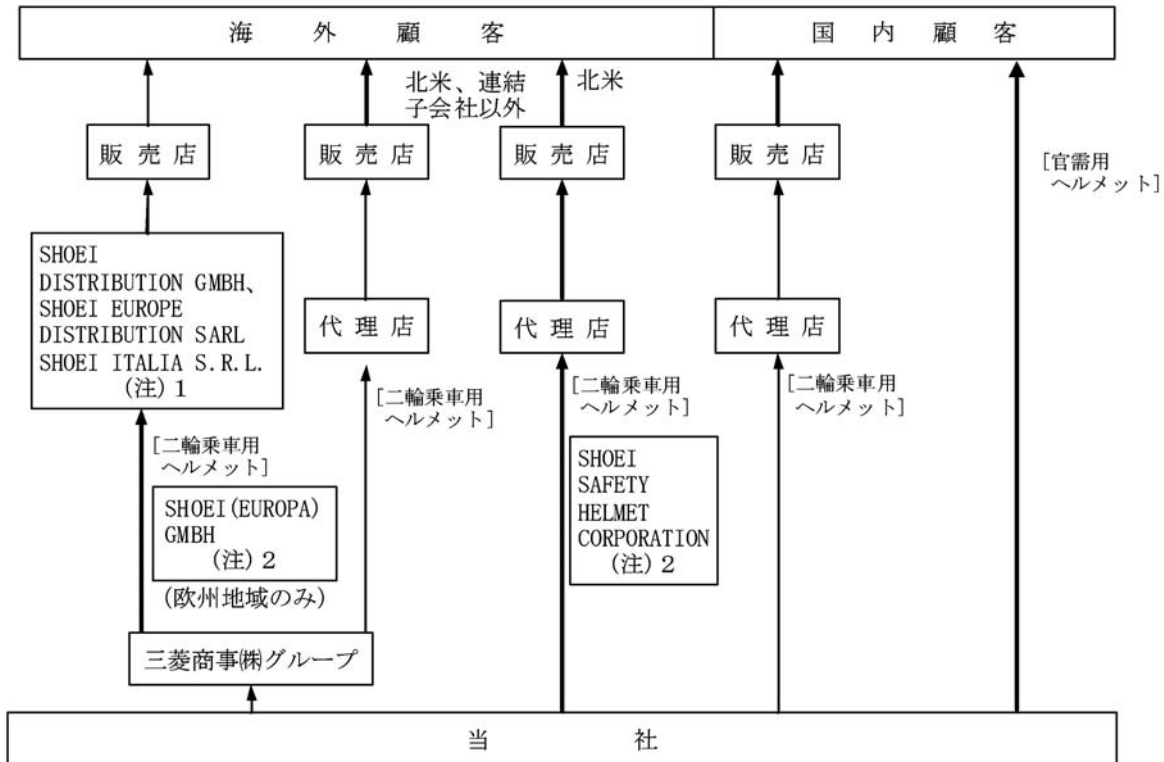 海外顧客
国内顧客
北米、連結
子会社以外
北米
販売店
販売店
販売店
販売店
[官需用
ヘルメット]
SHOEI
DISTRIBUTION GMBH、
SHOEI EUROPE
DISTRIBUTION SARL
SHOEI ITALIA S.R.L.
(注)1
代理店
代理店
代理店
[二輪乗車用
ヘルメット]
[二輪乗車用
ヘルメット]
[二輪乗車用
ヘルメット]
[二輪乗車用
ヘルメット]
SHOEI(EUROPA)
GMBH
(注)2
(欧州地域のみ)
SHOEI
SAFETY
HELMET
CORPORATION
(注)2
三菱商事㈱グループ
当社